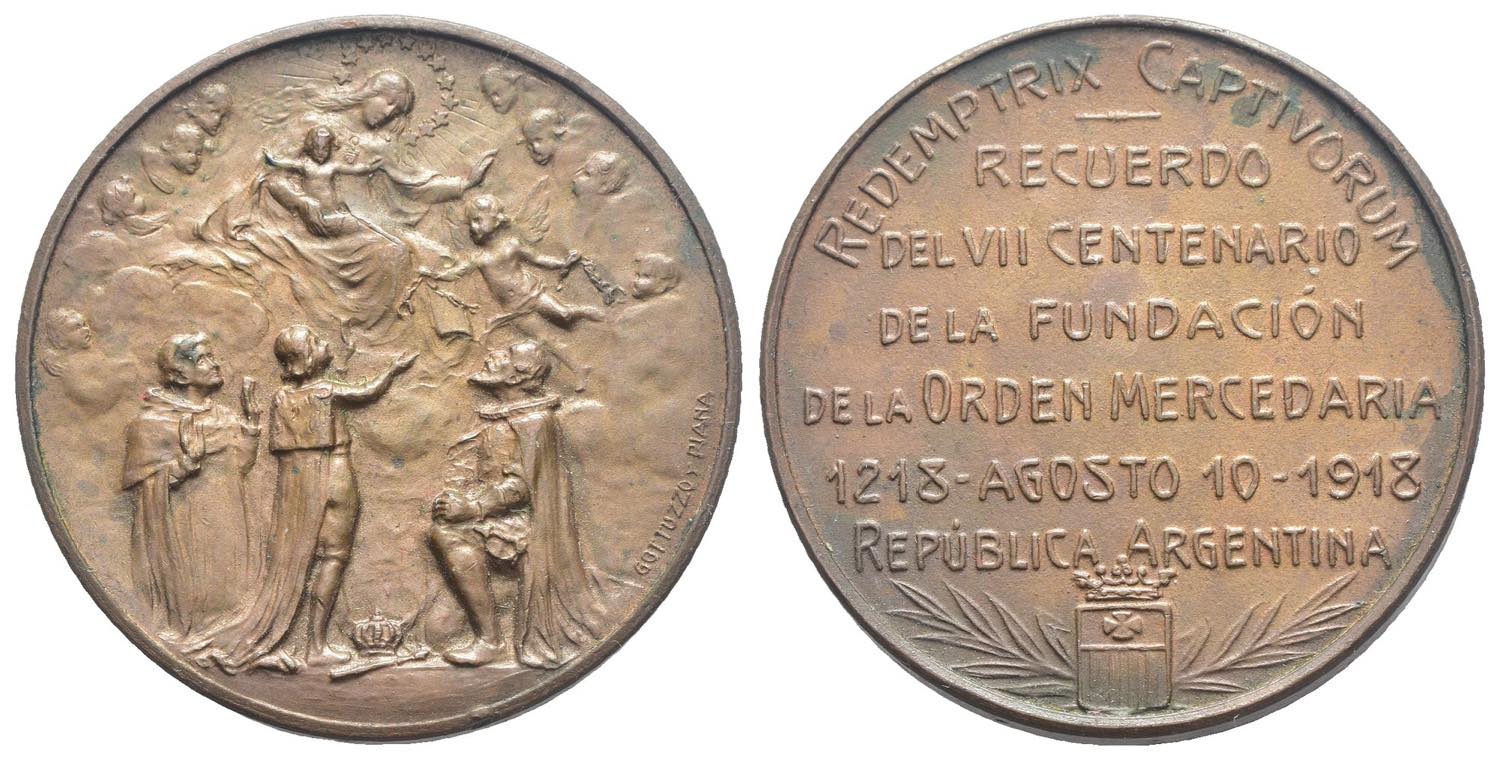 GOTTUZZO Y PIANA
REDEMPTRIX CAPTIVORUM
RECUERDO
DEL VII CENTENARIO
DE LA FUNDACIÓN
DE LA ORDEN MERCEDARIA
1218-AGOSTO 10-1918
REPÚBLICA ARGENTINA